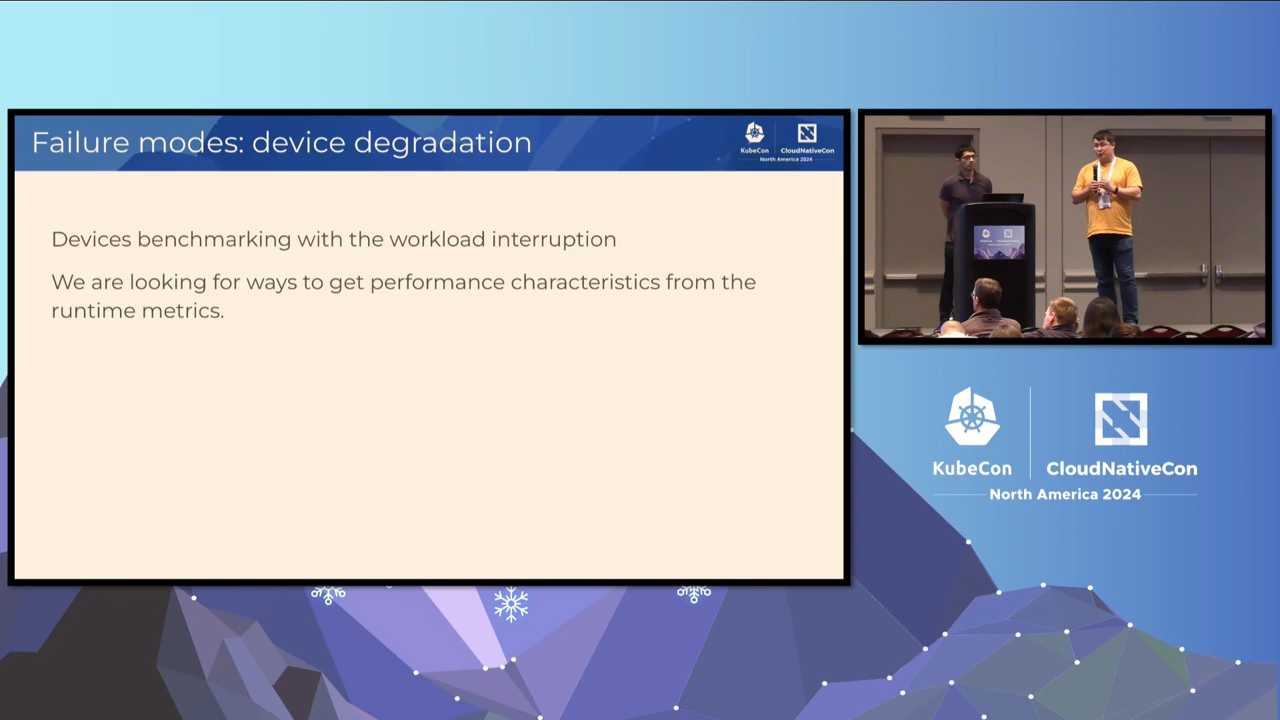 Failure modes: device degradation
KubeCon
CloudNativeCon
North America 2024
Devices benchmarking with the workload interruption
We are looking for ways to get performance characteristics from the
runtime metrics.
KubeCon
CloudNativeCon
North America 2024